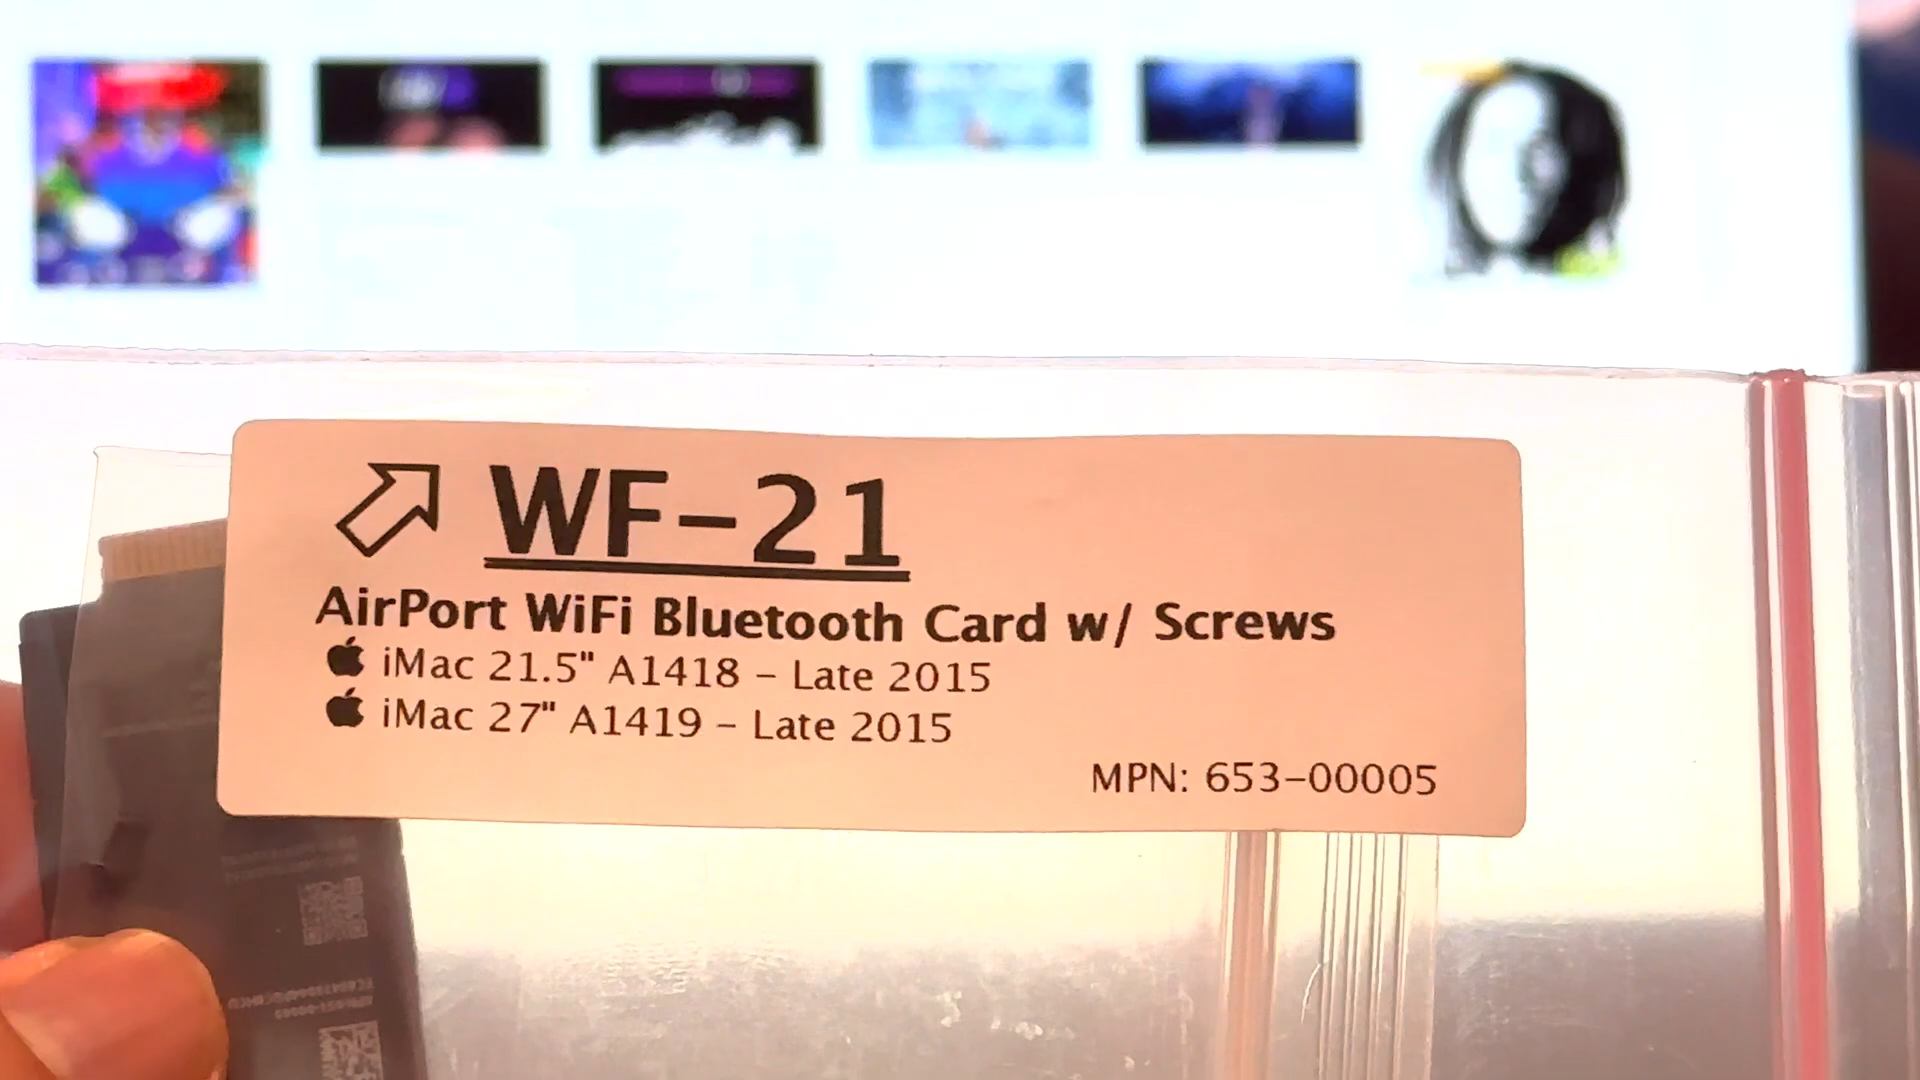 WF-21
AirPort WiFi Bluetooth Card w/ Screws
iMac 21.5" A1418 – Late 2015
iMac 27" A1419 – Late 2015
MPN: 653-00005